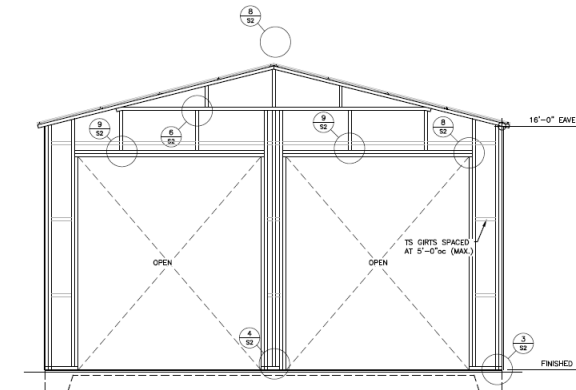 8
S2
16'-0" EAVE
9
S2
6
S2
9
S2
8
S2
TS GIRTS SPACED
AT 5'-0"oc (MAX.)
OPEN
OPEN
4
S2
3
S2
FINISHED